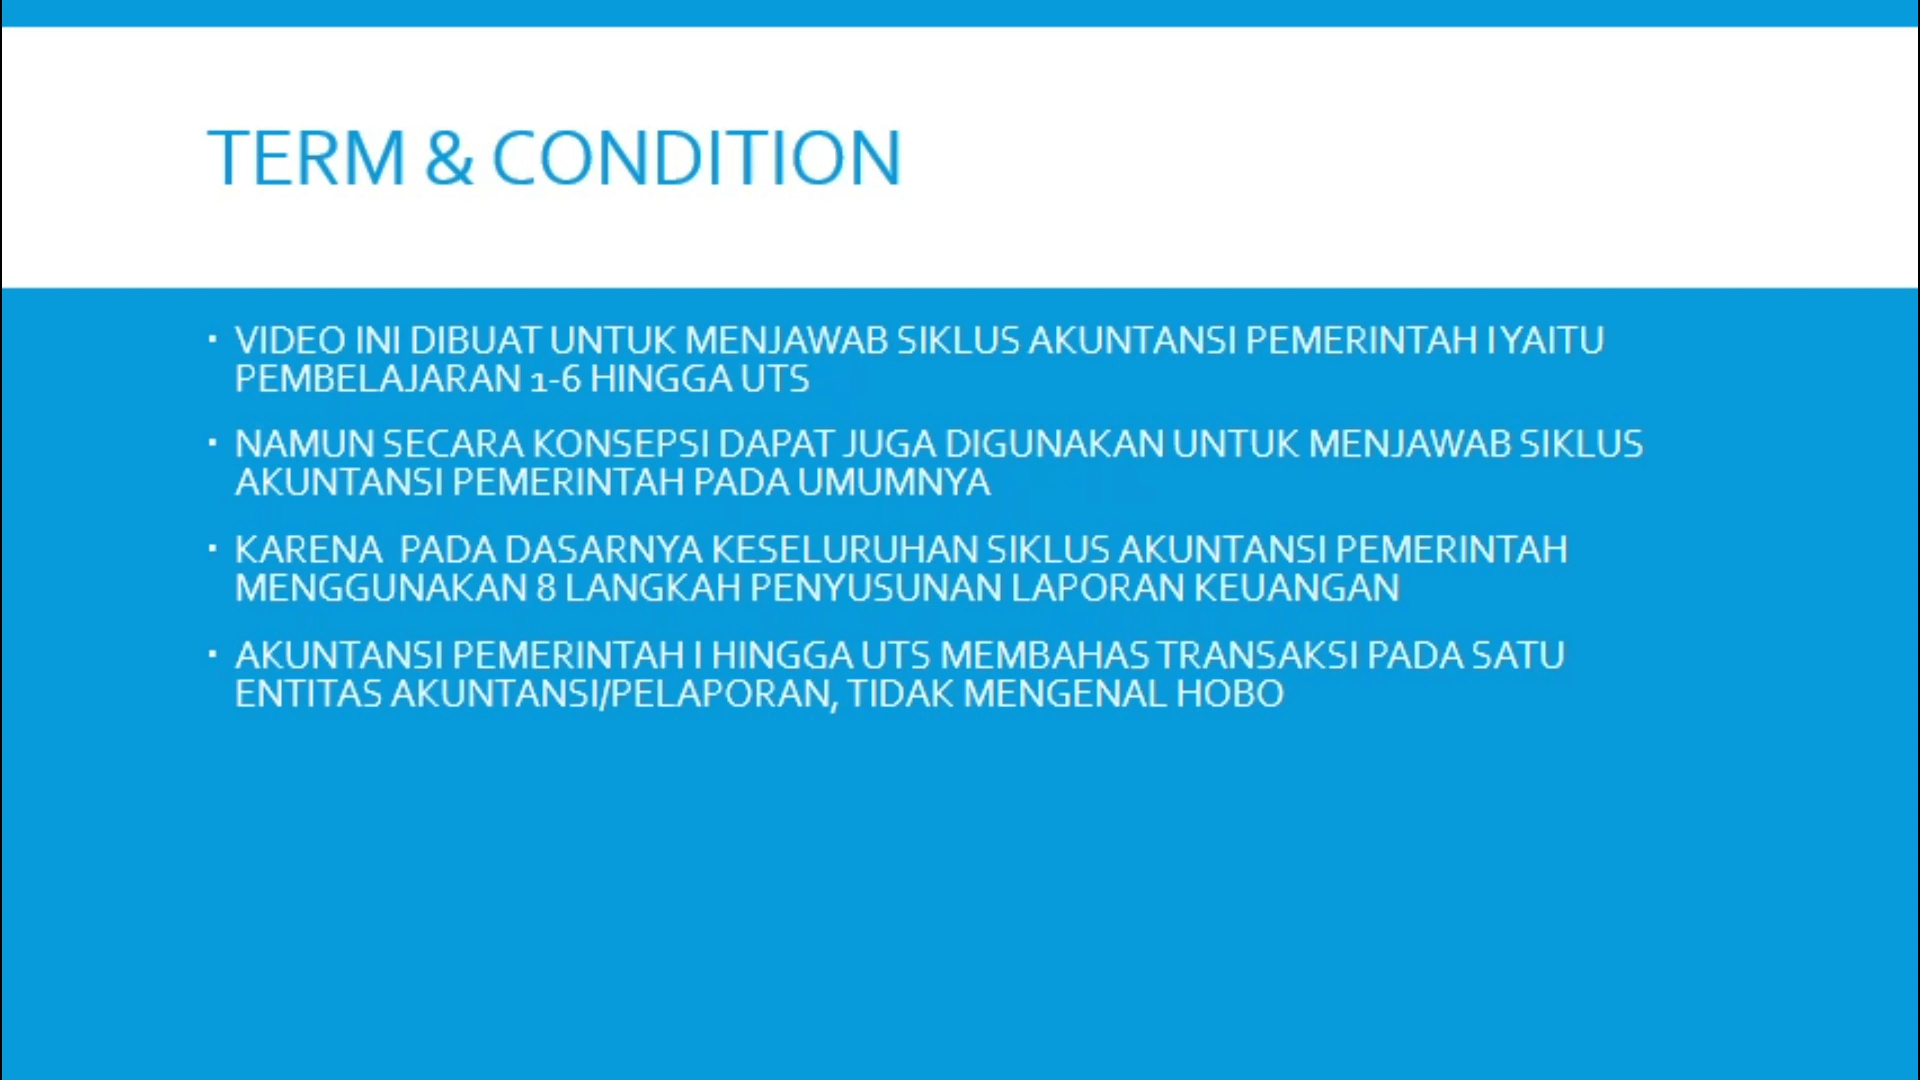 TERM & CONDITION
▪ VIDEO INI DIBUAT UNTUK MENJAWAB SIKLUS AKUNTANSI PEMERINTAH I YAITU
PEMBELAJARAN 1-6 HINGGA UTS
▪ NAMUN SECARA KONSEPSI DAPAT JUGA DIGUNAKAN UNTUK MENJAWAB SIKLUS
AKUNTANSI PEMERINTAH PADA UMUMNYA
▪ KARENA PADA DASARNYA KESELURUHAN SIKLUS AKUNTANSI PEMERINTAH
MENGGUNAKAN 8 LANGKAH PENYUSUNAN LAPORAN KEUANGAN
▪ AKUNTANSI PEMERINTAH I HINGGA UTS MEMBAHAS TRANSAKSI PADA SATU
ENTITAS AKUNTANSI/PELAPORAN, TIDAK MENGENAL HOBO